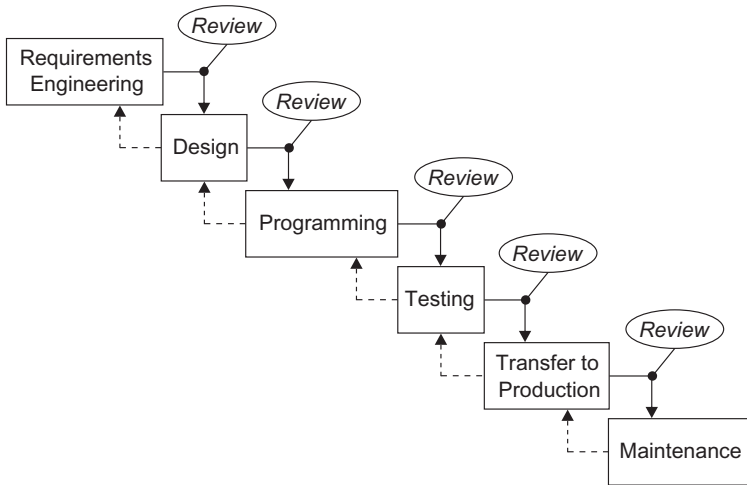 Review
Requirements
Engineering
Review
Design
Review
Programming
Review
Testing
Review
Transfer to
Production
Maintenance